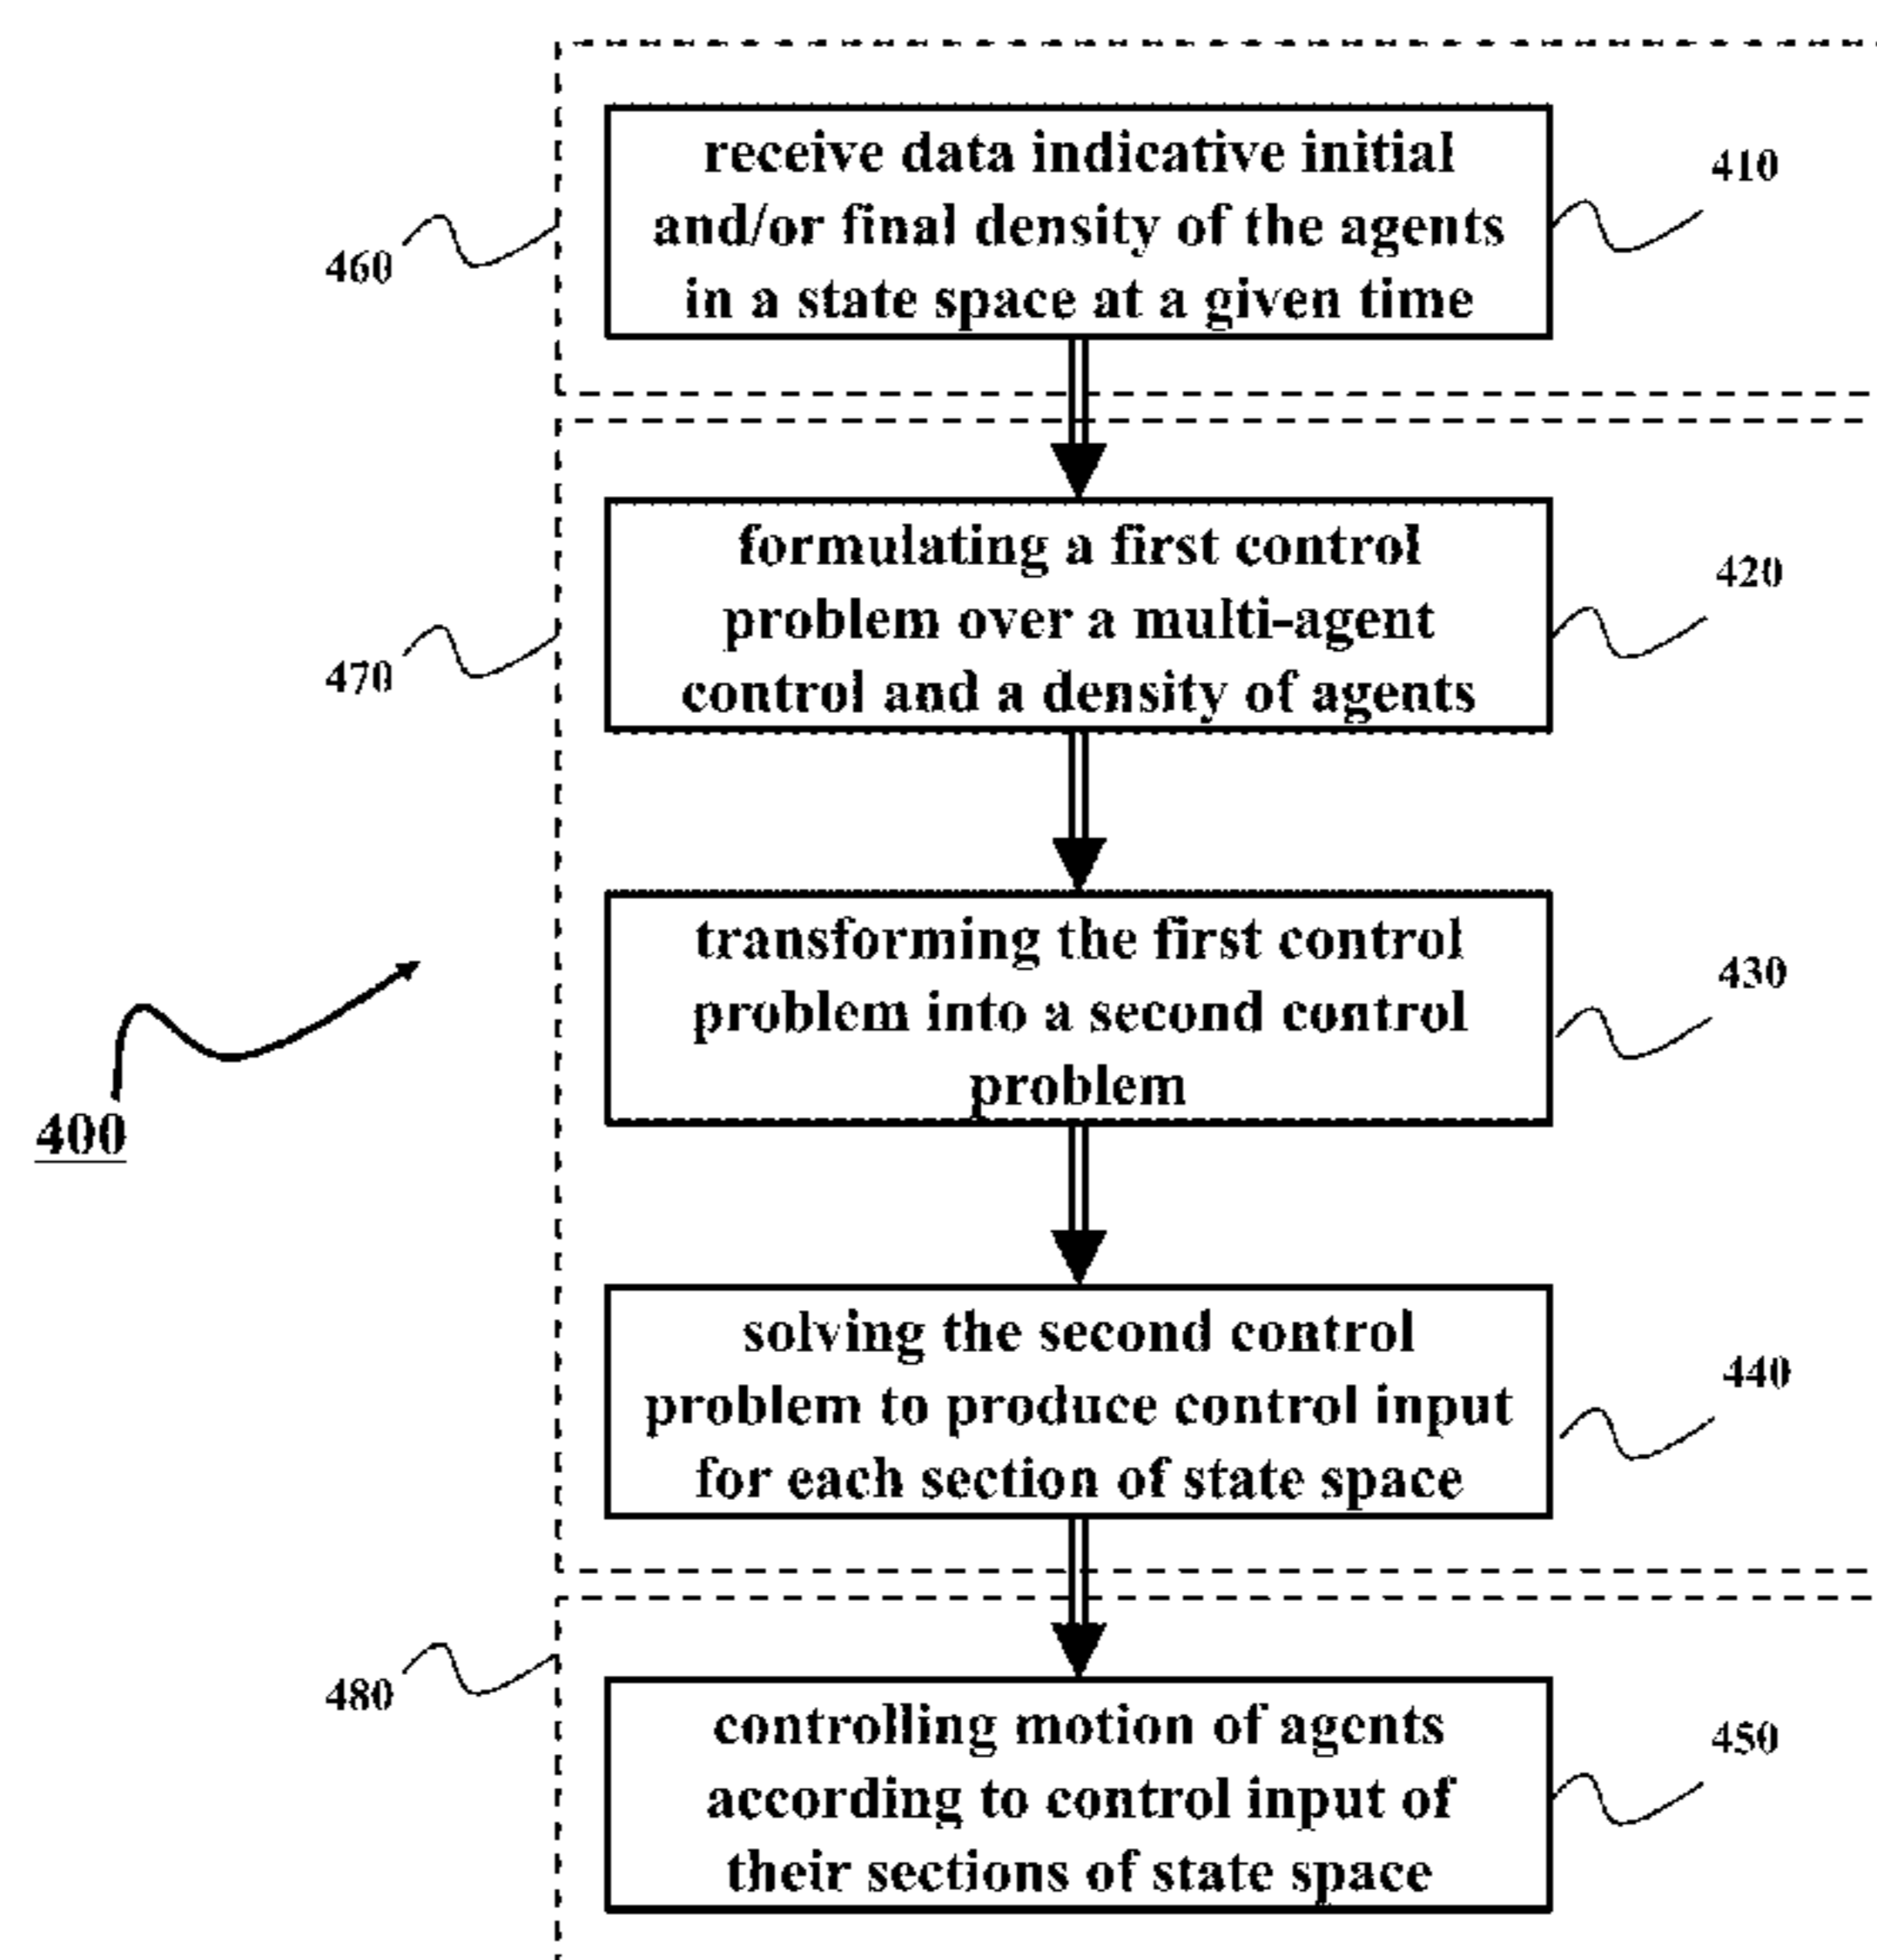 receive data indicative initial
and/or final density of the agents
in a state space at a given time
410
460
formulating a first control
problem over a multi-agent
control and a density of agents
420
470
transforming the first control
problem into a second control
problem
430
400
solving the second control
problem to produce control input
for each section of state space
440
480
controlling motion of agents
according to control input of
their sections of state space
450